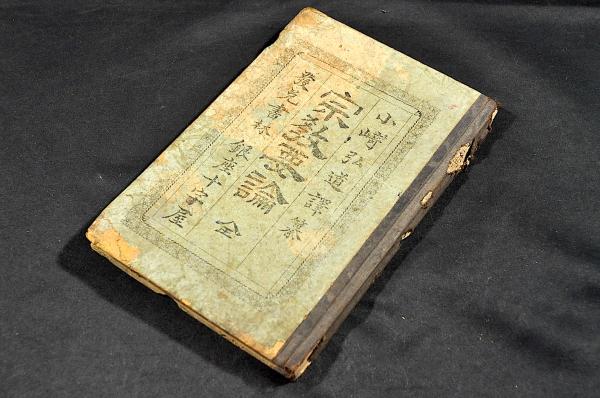 小崎弘道譯纂
宗教要論 全
發兌書林 銀座十字屋